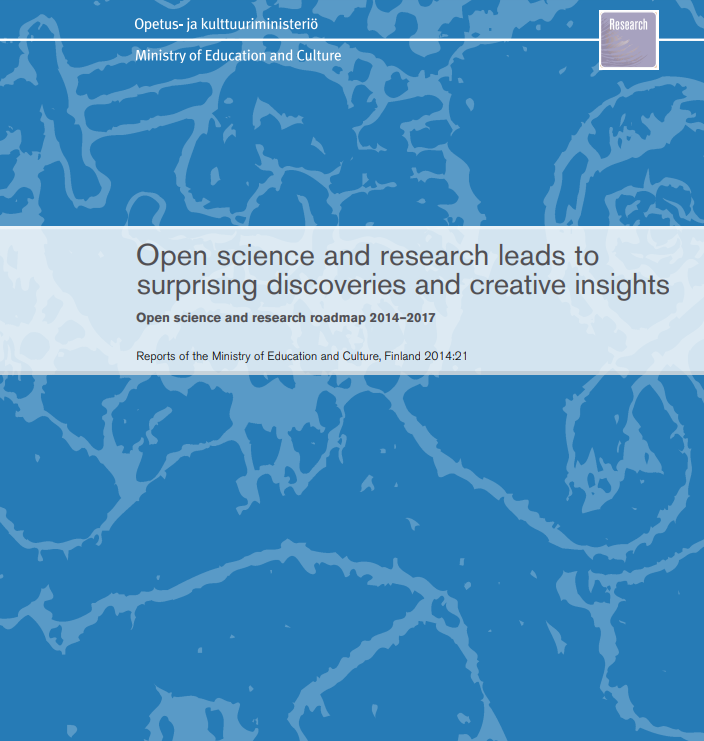 Opetus- ja kulttuuriministeriö
Research
Ministry of Education and Culture
Open science and research leads to
surprising discoveries and creative insights
Open science and research roadmap 2014–2017
Reports of the Ministry of Education and Culture, Finland 2014:21